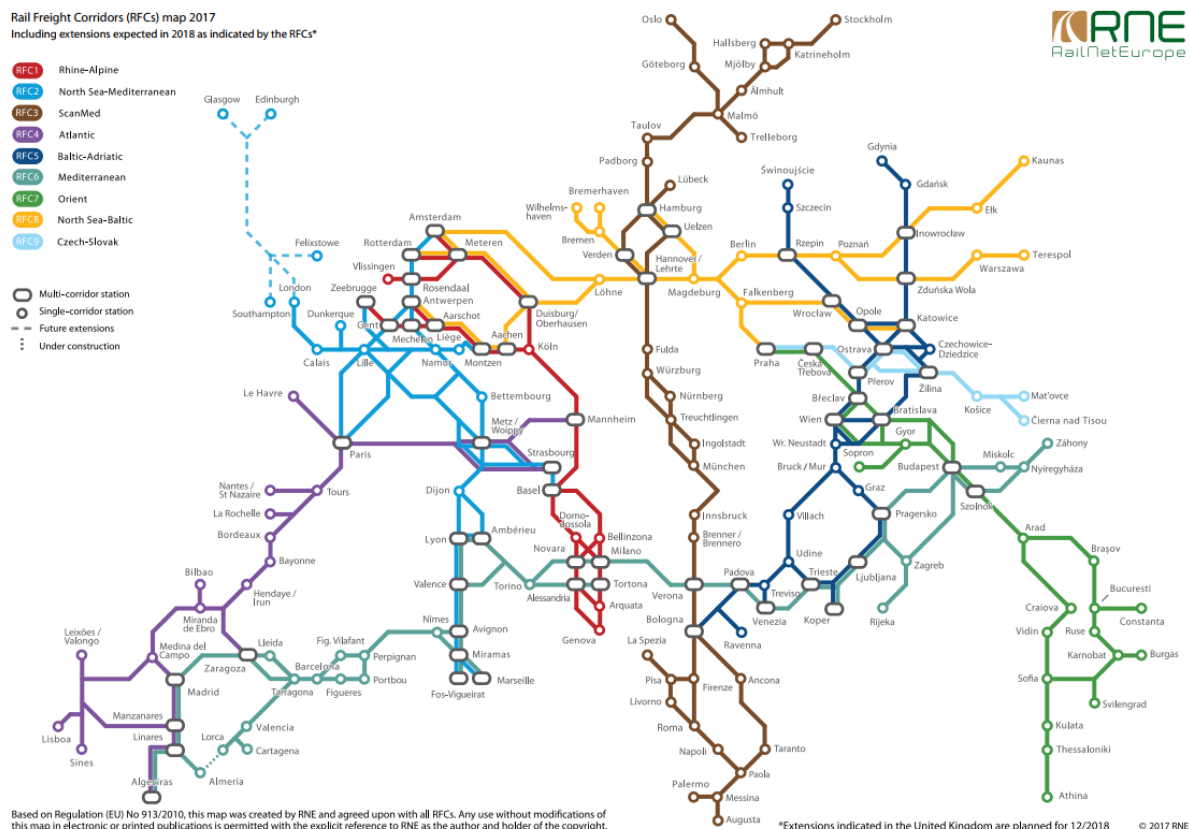 Rail Freight Corridors (RFCs) map 2017
Including extensions expected in 2018 as indicated by the RFCs*
RNE
RailNetEurope
RFC1 Rhine-Alpine
RFC2 North Sea-Mediterranean
RFC3 ScanMed
RFC4 Atlantic
RFC5 Baltic-Adriatic
RFC6 Mediterranean
RFC7 Orient
RFC8 North Sea-Baltic
RFC9 Czech-Slovak
Multi-corridor station
Single-corridor station
Future extensions
Under construction
Oslo
Stockholm
Hallsberg
Katrineholm
Göteborg
Mjölby
Älmhult
Malmö
Trelleborg
Taulov
Padborg
Lübeck
Glasgow
Edinburgh
Gdynia
Gdańsk
Kaunas
Świnoujście
Szczecin
Ełk
Bremerhaven
Wilhelms-
haven
Bremen
Hamburg
Uelzen
Verden
Hannover/
Lehrte
Amsterdam
Rotterdam
Meteren
Vlissingen
Rosendaal
Felixstowe
London
Southampton
Zeebrugge
Antwerpen
Dunkerque
Gent
Aarschot
Mechelen
Liège
Aachen
Duisburg/
Oberhausen
Löhne
Magdeburg
Berlin
Rzepin
Poznań
Inowrocław
Warszawa
Terespol
Zduńska Wola
Falkenberg
Wrocław
Opole
Katowice
Calais
Lille
Namur
Montzen
Köln
Fulda
Praha
Česká
Třebova
Ostrava
Czechowice-
Dziedzice
Würzburg
Přerov
Žilina
Le Havre
Bettembourg
Nürnberg
Břeclav
Košice
Mat'ovce
Čierna nad Tisou
Metz /
Woippy
Mannheim
Treuchtlingen
Wien
Bratislava
Paris
Strasbourg
Ingolstadt
Wr. Neustadt
Sopron
Gyor
Záhony
Miskolc
Nyíregyháza
München
Bruck / Mur
Budapest
Nantes /
St Nazaire
Tours
Dijon
Basel
Graz
Szolnok
La Rochelle
Domo-
dossola
Innsbruck
Villach
Pragersko
Arad
Bordeaux
Lyon
Ambérieu
Bellinzona
Brenner /
Brennero
Brașov
Bayonne
Novara
Milano
Udine
Trieste
Ljubljana
Zagreb
Bilbao
Hendaye /
Irun
Valence
Torino
Alessandria
Tortona
Verona
Padova
Treviso
Bucuresti
Constanta
Miranda
de Ebro
Arquata
Venezia
Koper
Rijeka
Craiova
Leixões /
Valongo
Medina del
Campo
Lleida
Fig. Vilafant
Nîmes
Avignon
Genova
Bologna
Ravenna
Vidin
Ruse
La Spezia
Zaragoza
Barcelona
Perpignan
Miramas
Karnobat
Burgas
Madrid
Tarragona
Figueres
Portbou
Fos-Vigueirat
Marseille
Pisa
Firenze
Ancona
Sofia
Svilengrad
Livorno
Manzanares
Valencia
Roma
Kulata
Lisboa
Linares
Lorca
Cartagena
Napoli
Taranto
Thessaloniki
Sines
Algeciras
Almería
Paola
Palermo
Messina
Augusta
Athina
Based on Regulation (EU) No 913/2010, this map was created by RNE and agreed upon with all RFCs. Any use without modifications of
this map in electronic or printed publications is permitted with the explicit reference to RNE as the author and holder of the copyright.
*Extensions indicated in the United Kingdom are planned for 12/2018
© 2017 RNE